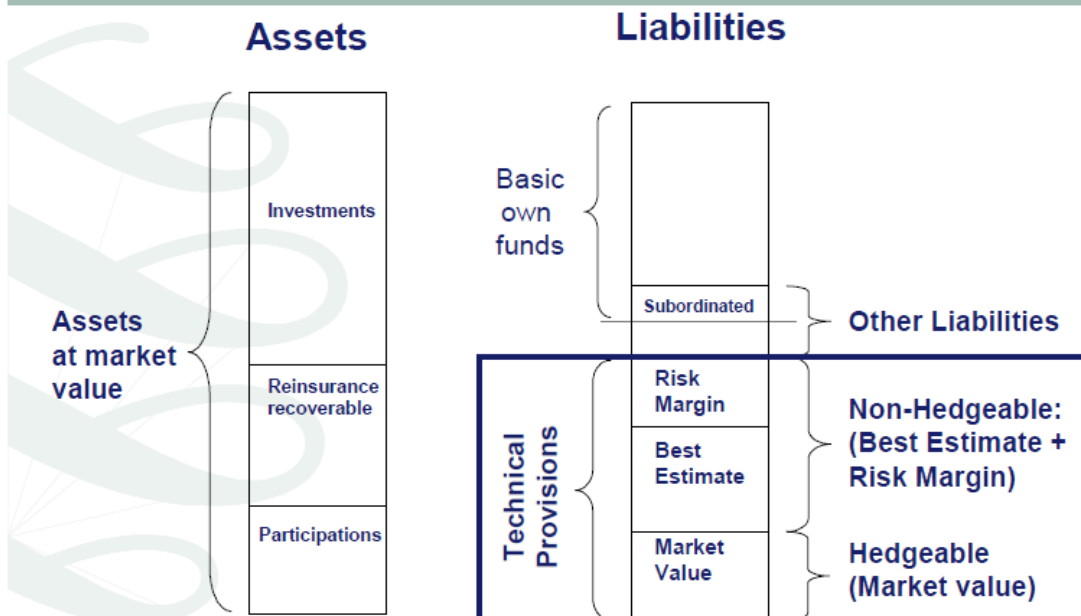 Assets
Liabilities
Investments
Reinsurance
recoverable
Participations
Assets
at market
value
Basic
own
funds
Subordinated
Other Liabilities
Technical
Provisions
Risk
Margin
Best
Estimate
Market
Value
Non-Hedgeable:
(Best Estimate +
Risk Margin)
Hedgeable
(Market value)